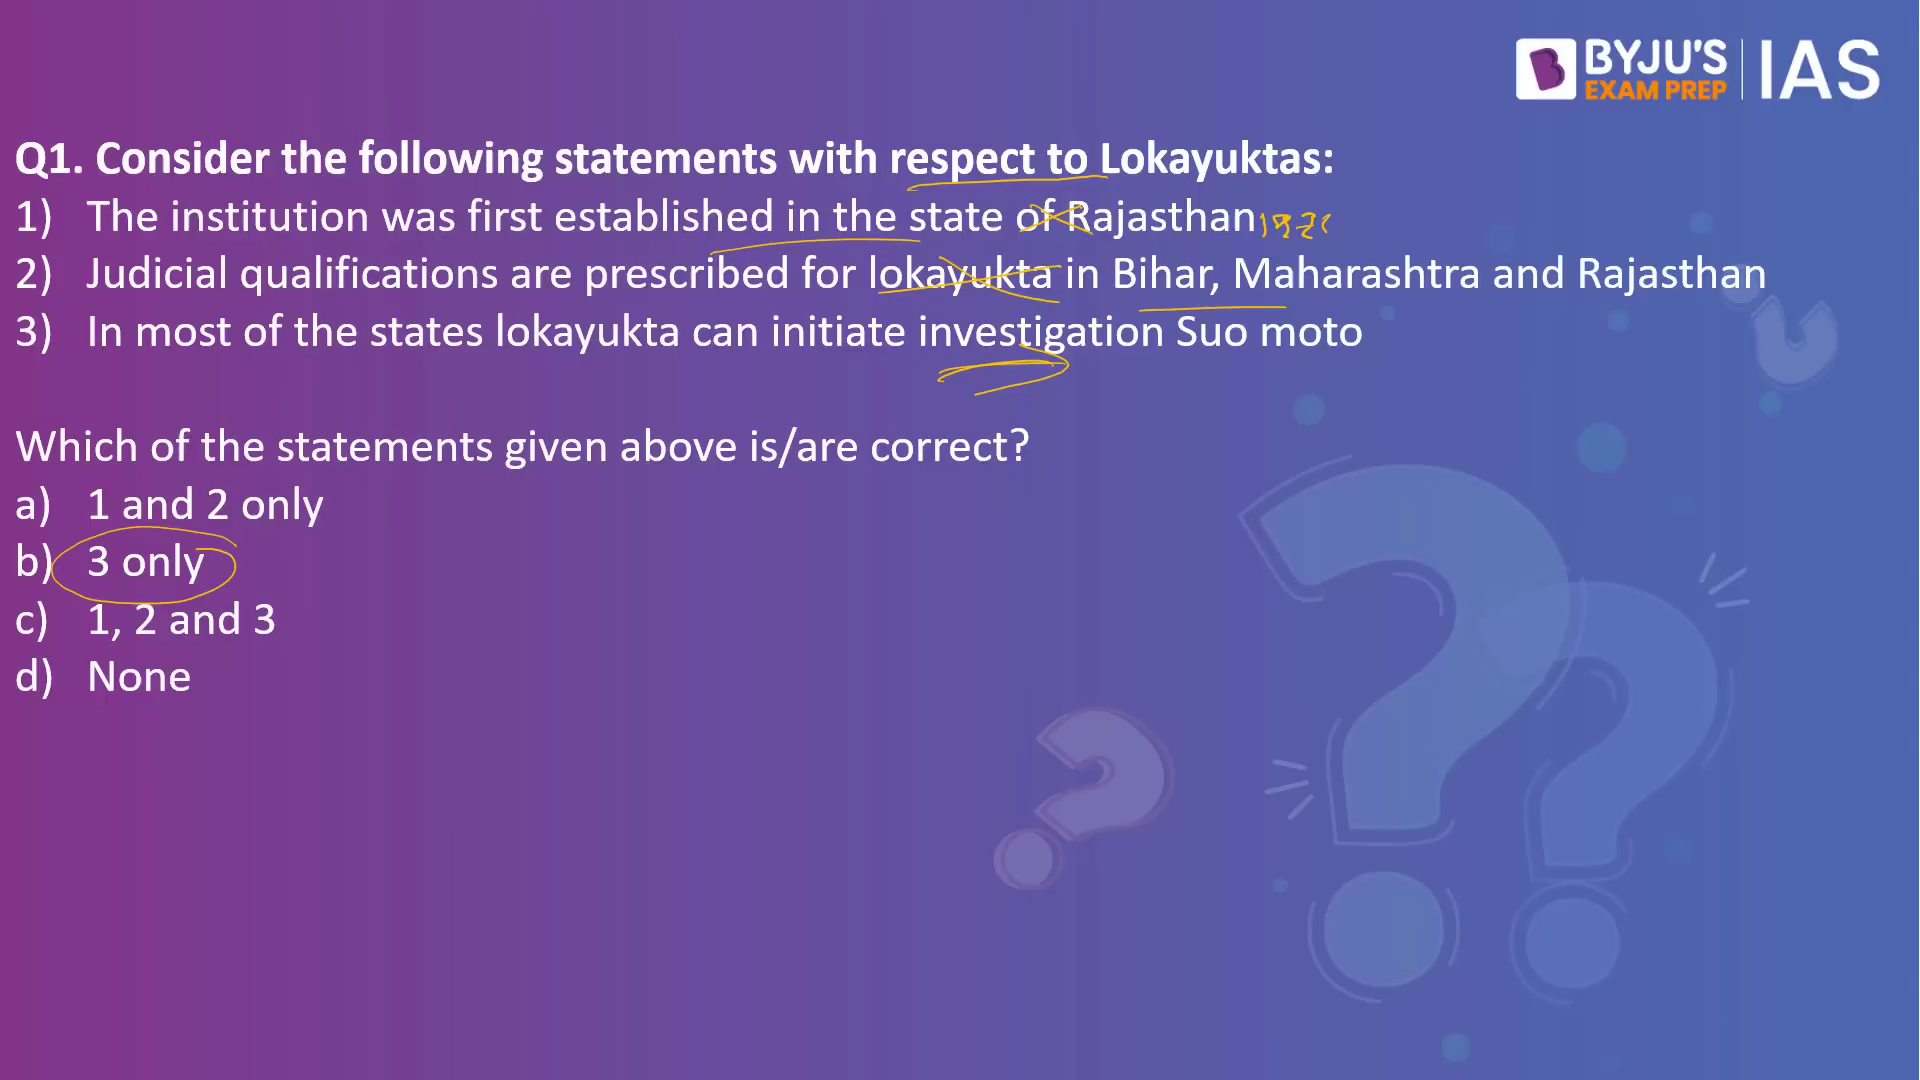 BYJU'S
EXAM PREP
IAS
Q1. Consider the following statements with respect to Lokayuktas:
1) The institution was first established in the state of Rajasthan
2) Judicial qualifications are prescribed for lokayukta in Bihar, Maharashtra and Rajasthan
3) In most of the states lokayukta can initiate investigation Suo moto
Which of the statements given above is/are correct?
a) 1 and 2 only
b) 3 only
c) 1, 2 and 3
d) None